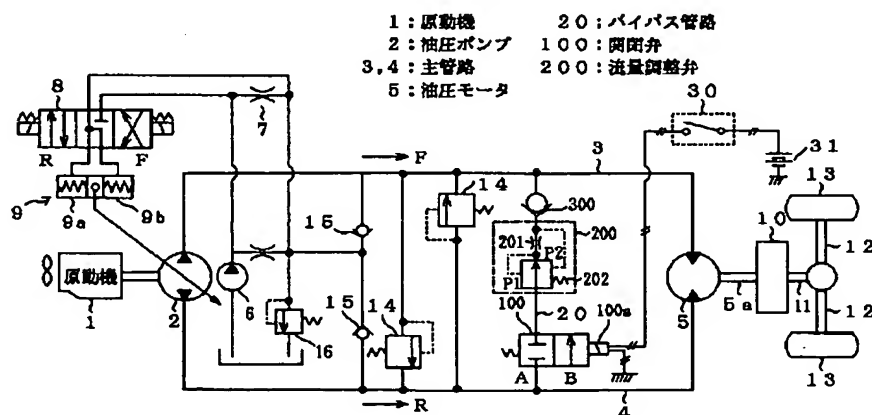 1:原動機 20:バイパス管路
2:油圧ポンプ 100:開閉弁
3,4:主管路 200:流量調整弁
5:油圧モータ
30
8
7
R F
F
3
31
9
9a 9b
15
14
300
200
201
P2
P1
202
13
10
12
原動機
1
2
6
16
15
14
100
20
100a
A B
5
5a
11
12
13
R
4